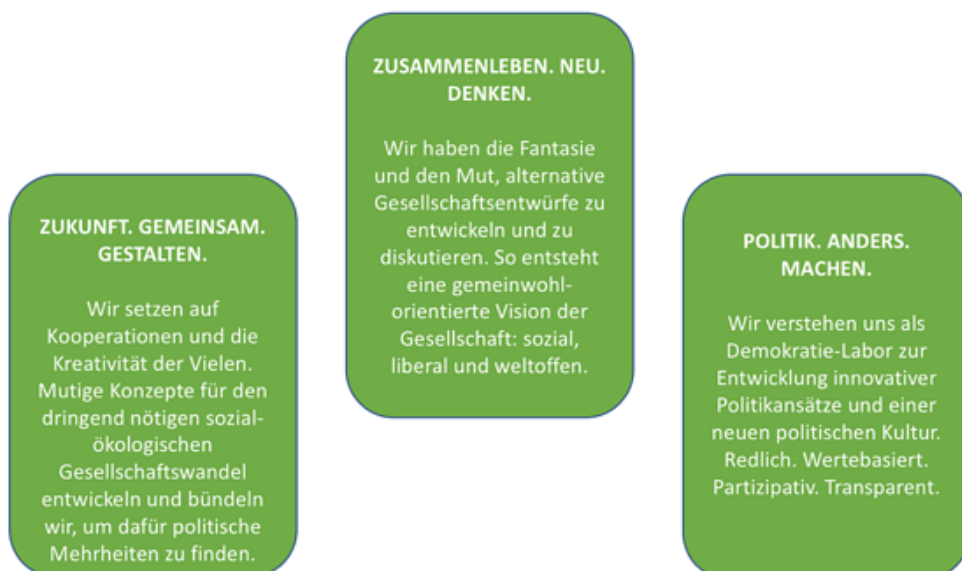 ZUKUNFT. GEMEINSAM.
GESTALTEN.
Wir setzen auf
Kooperationen und die
Kreativität der Vielen.
Mutige Konzepte für den
dringend nötigen sozial-
ökologischen
Gesellschaftswandel
entwickeln und bündeln
wir, um dafür politische
Mehrheiten zu finden.
ZUSAMMENLEBEN. NEU.
DENKEN.
Wir haben die Fantasie
und den Mut, alternative
Gesellschaftsentwürfe zu
entwickeln und zu
diskutieren. So entsteht
eine gemeinwohl-
orientierte Vision der
Gesellschaft: sozial,
liberal und weltoffen.
POLITIK. ANDERS.
MACHEN.
Wir verstehen uns als
Demokratie-Labor zur
Entwicklung innovativer
Politikansätze und einer
neuen politischen Kultur.
Redlich. Wertebasiert.
Partizipativ. Transparent.